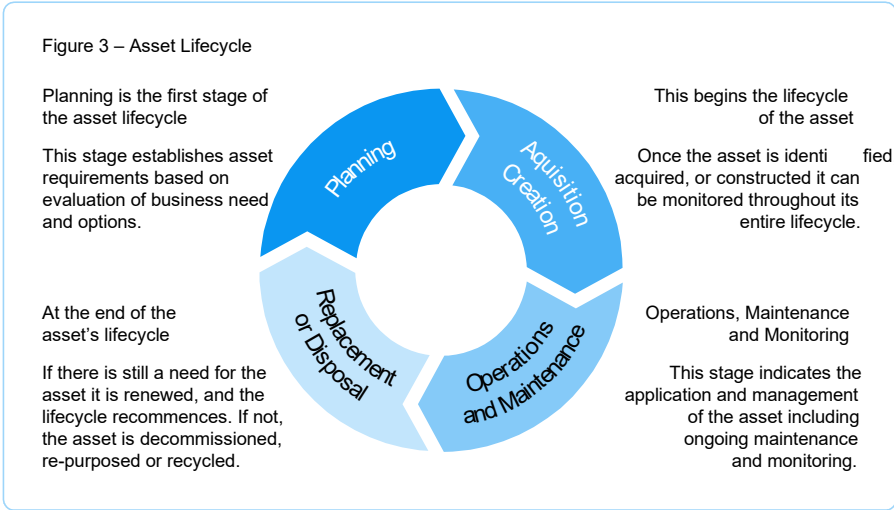 Figure 3 – Asset Lifecycle
Planning is the first stage of
the asset lifecycle
This stage establishes asset
requirements based on
evaluation of business need
and options.
Planning
Aquisition
Creation
This begins the lifecycle
of the asset
Once the asset is identi fied
acquired, or constructed it can
be monitored throughout its
entire lifecycle.
Operations
and Maintenance
Operations, Maintenance
and Monitoring
This stage indicates the
application and management
of the asset including
ongoing maintenance
and monitoring.
Replacement
or Disposal
At the end of the
asset’s lifecycle
If there is still a need for the
asset it is renewed, and the
lifecycle recommences. If not,
the asset is decommissioned,
re-purposed or recycled.